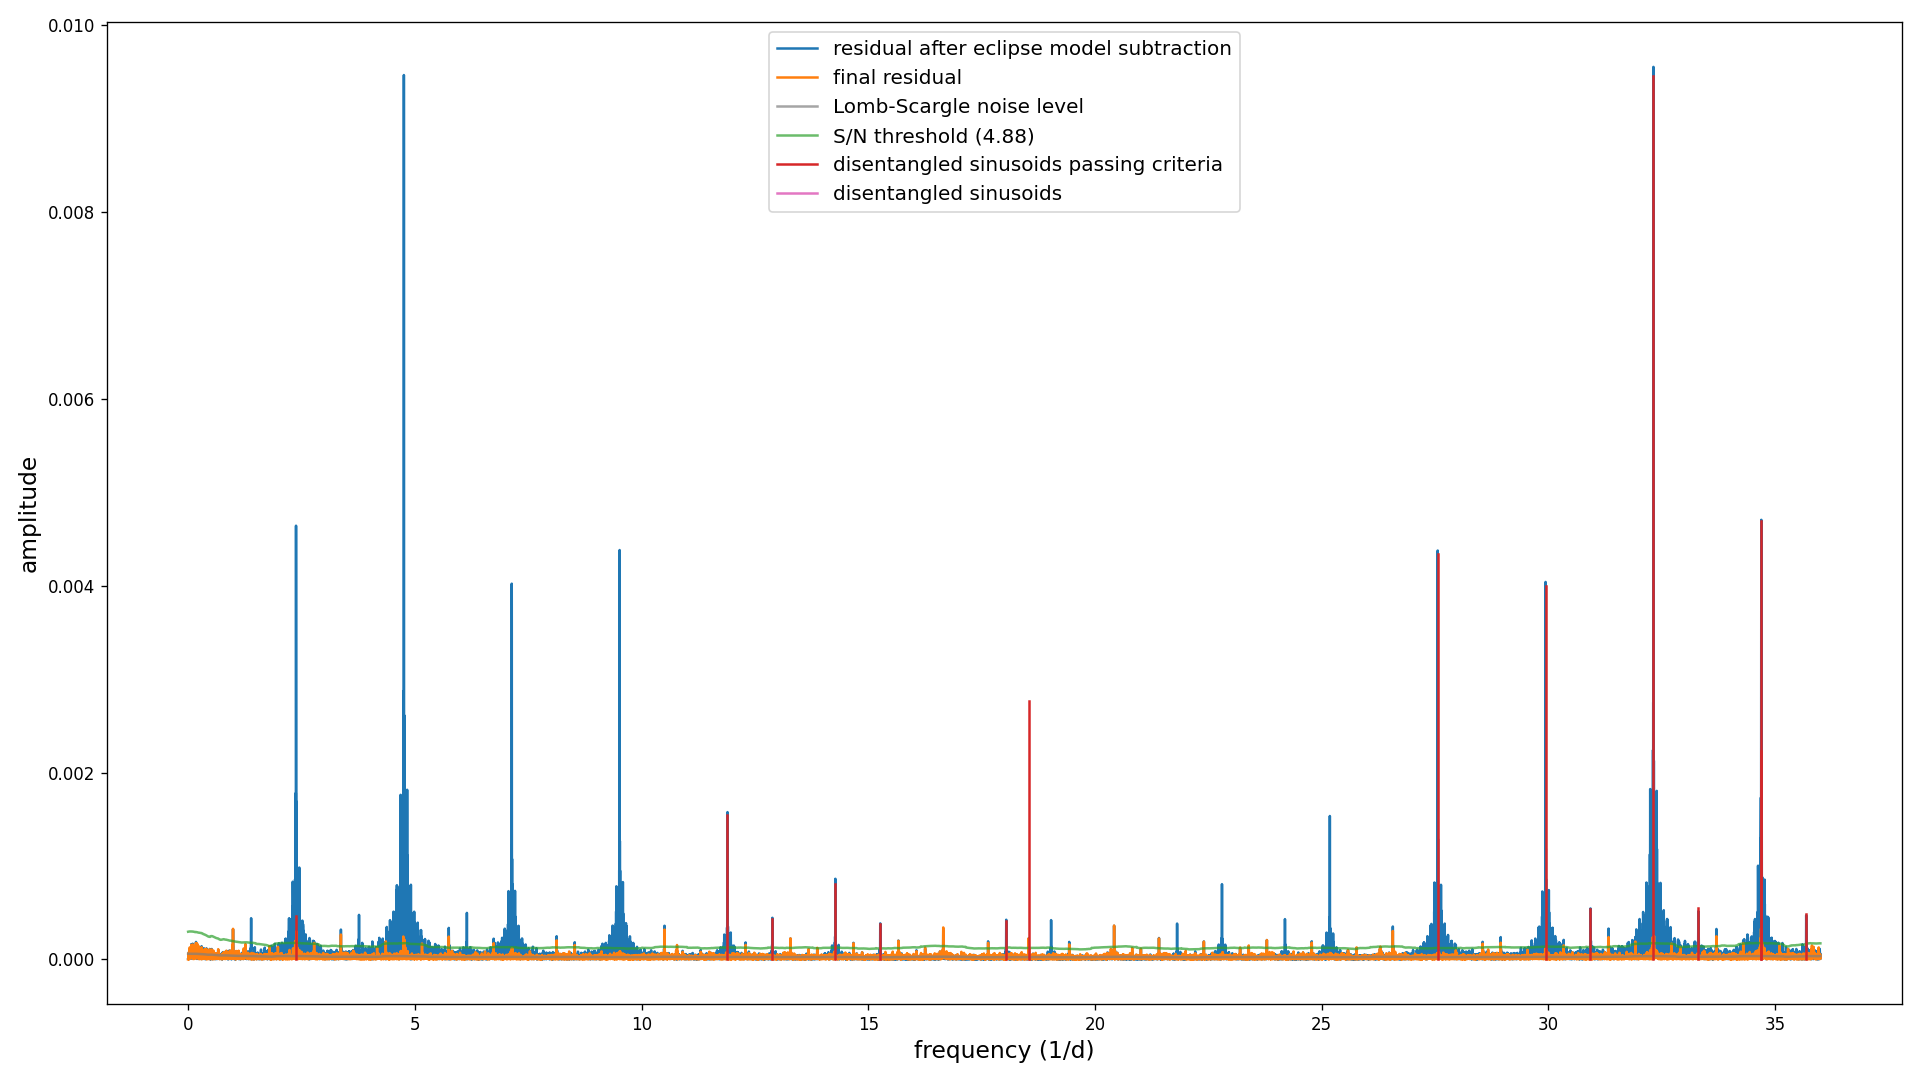 0.010
0.008
0.006
0.004
0.002
0.000
amplitude
residual after eclipse model subtraction
final residual
Lomb-Scargle noise level
S/N threshold (4.88)
disentangled sinusoids passing criteria
disentangled sinusoids
0 5 10 15 20 25 30 35
frequency (1/d)